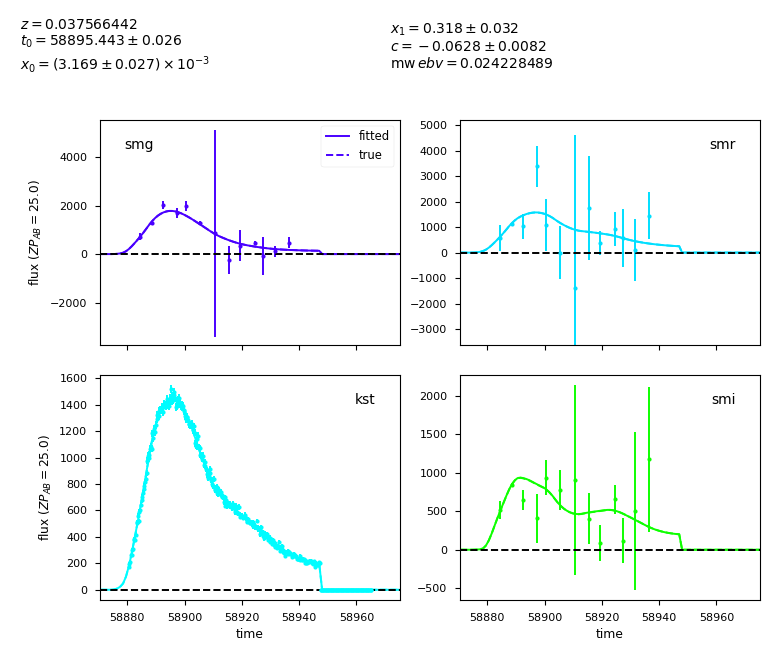 z = 0.037566442
x₁ = 0.318 ± 0.032
t₀ = 58895.443 ± 0.026
c = −0.0628 ± 0.0082
x₀ = (3.169 ± 0.027) × 10⁻³
mw ebv = 0.024228489
smg
fitted
true
4000
2000
0
−2000
flux (ZP_AB = 25.0)
smr
5000
4000
3000
2000
1000
0
−1000
−2000
−3000
kst
1600
1400
1200
1000
800
600
400
200
0
flux (ZP_AB = 25.0)
58880 58900 58920 58940 58960
time
smi
2000
1500
1000
500
0
−500
58880 58900 58920 58940 58960
time